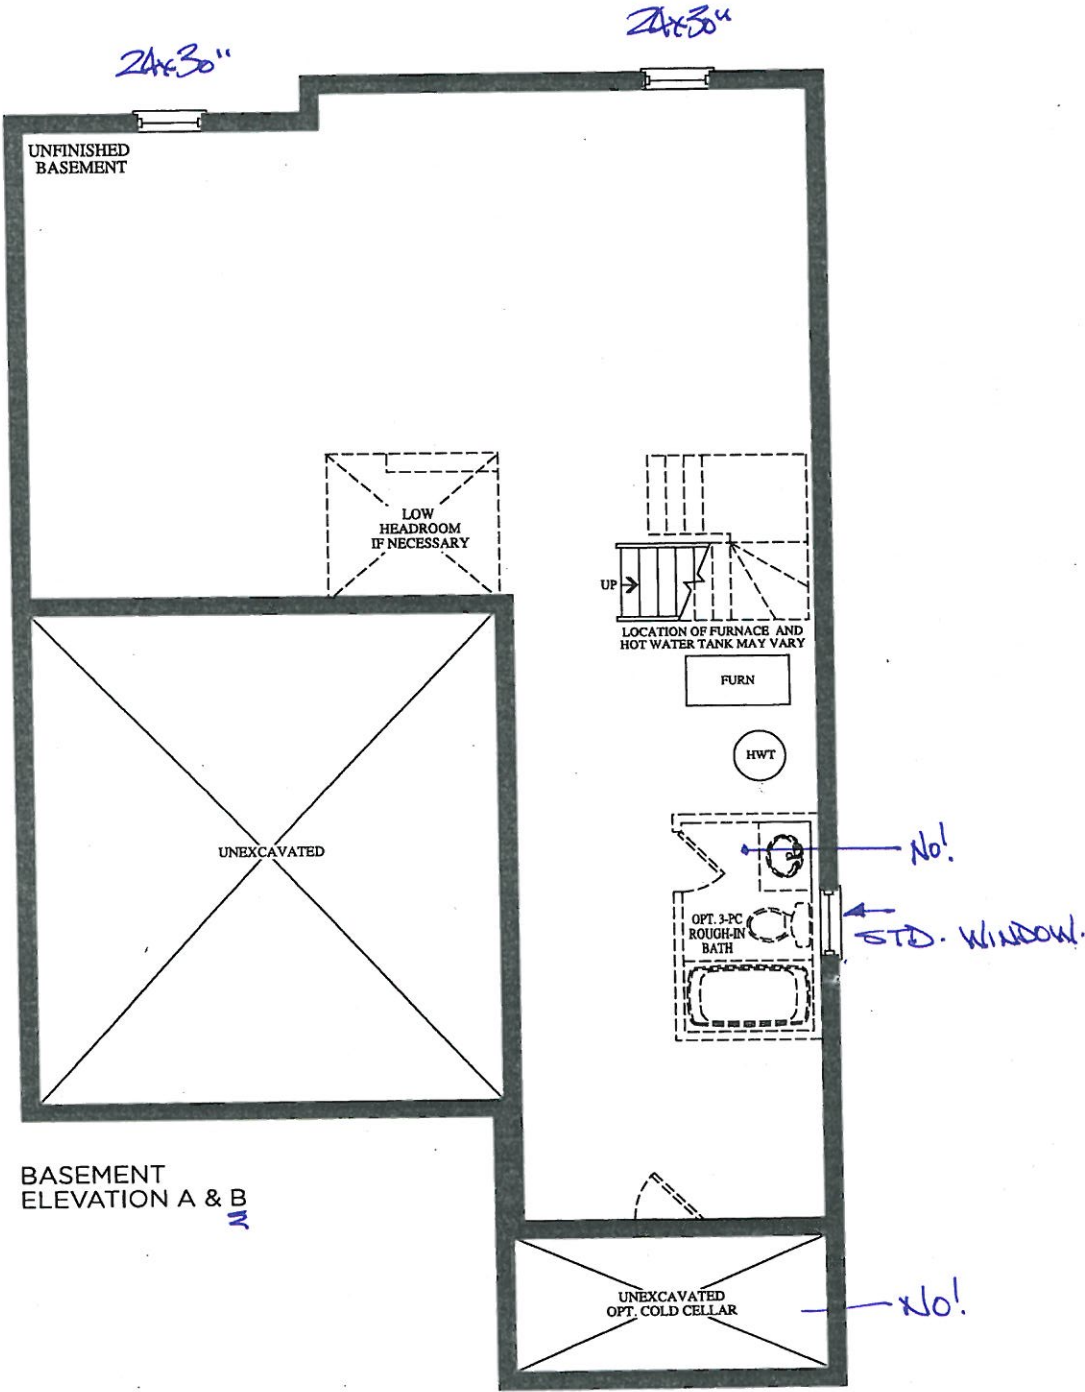 24x30"
24x30"
UNFINISHED
BASEMENT
LOW
HEADROOM
IF NECESSARY
UP
LOCATION OF FURNACE AND
HOT WATER TANK MAY VARY
FURN
HWT
UNEXCAVATED
No!
OPT. 3-PC
ROUGH-IN
BATH
STD. WINDOW.
BASEMENT
ELEVATION A & B
UNEXCAVATED
OPT. COLD CELLAR
No!